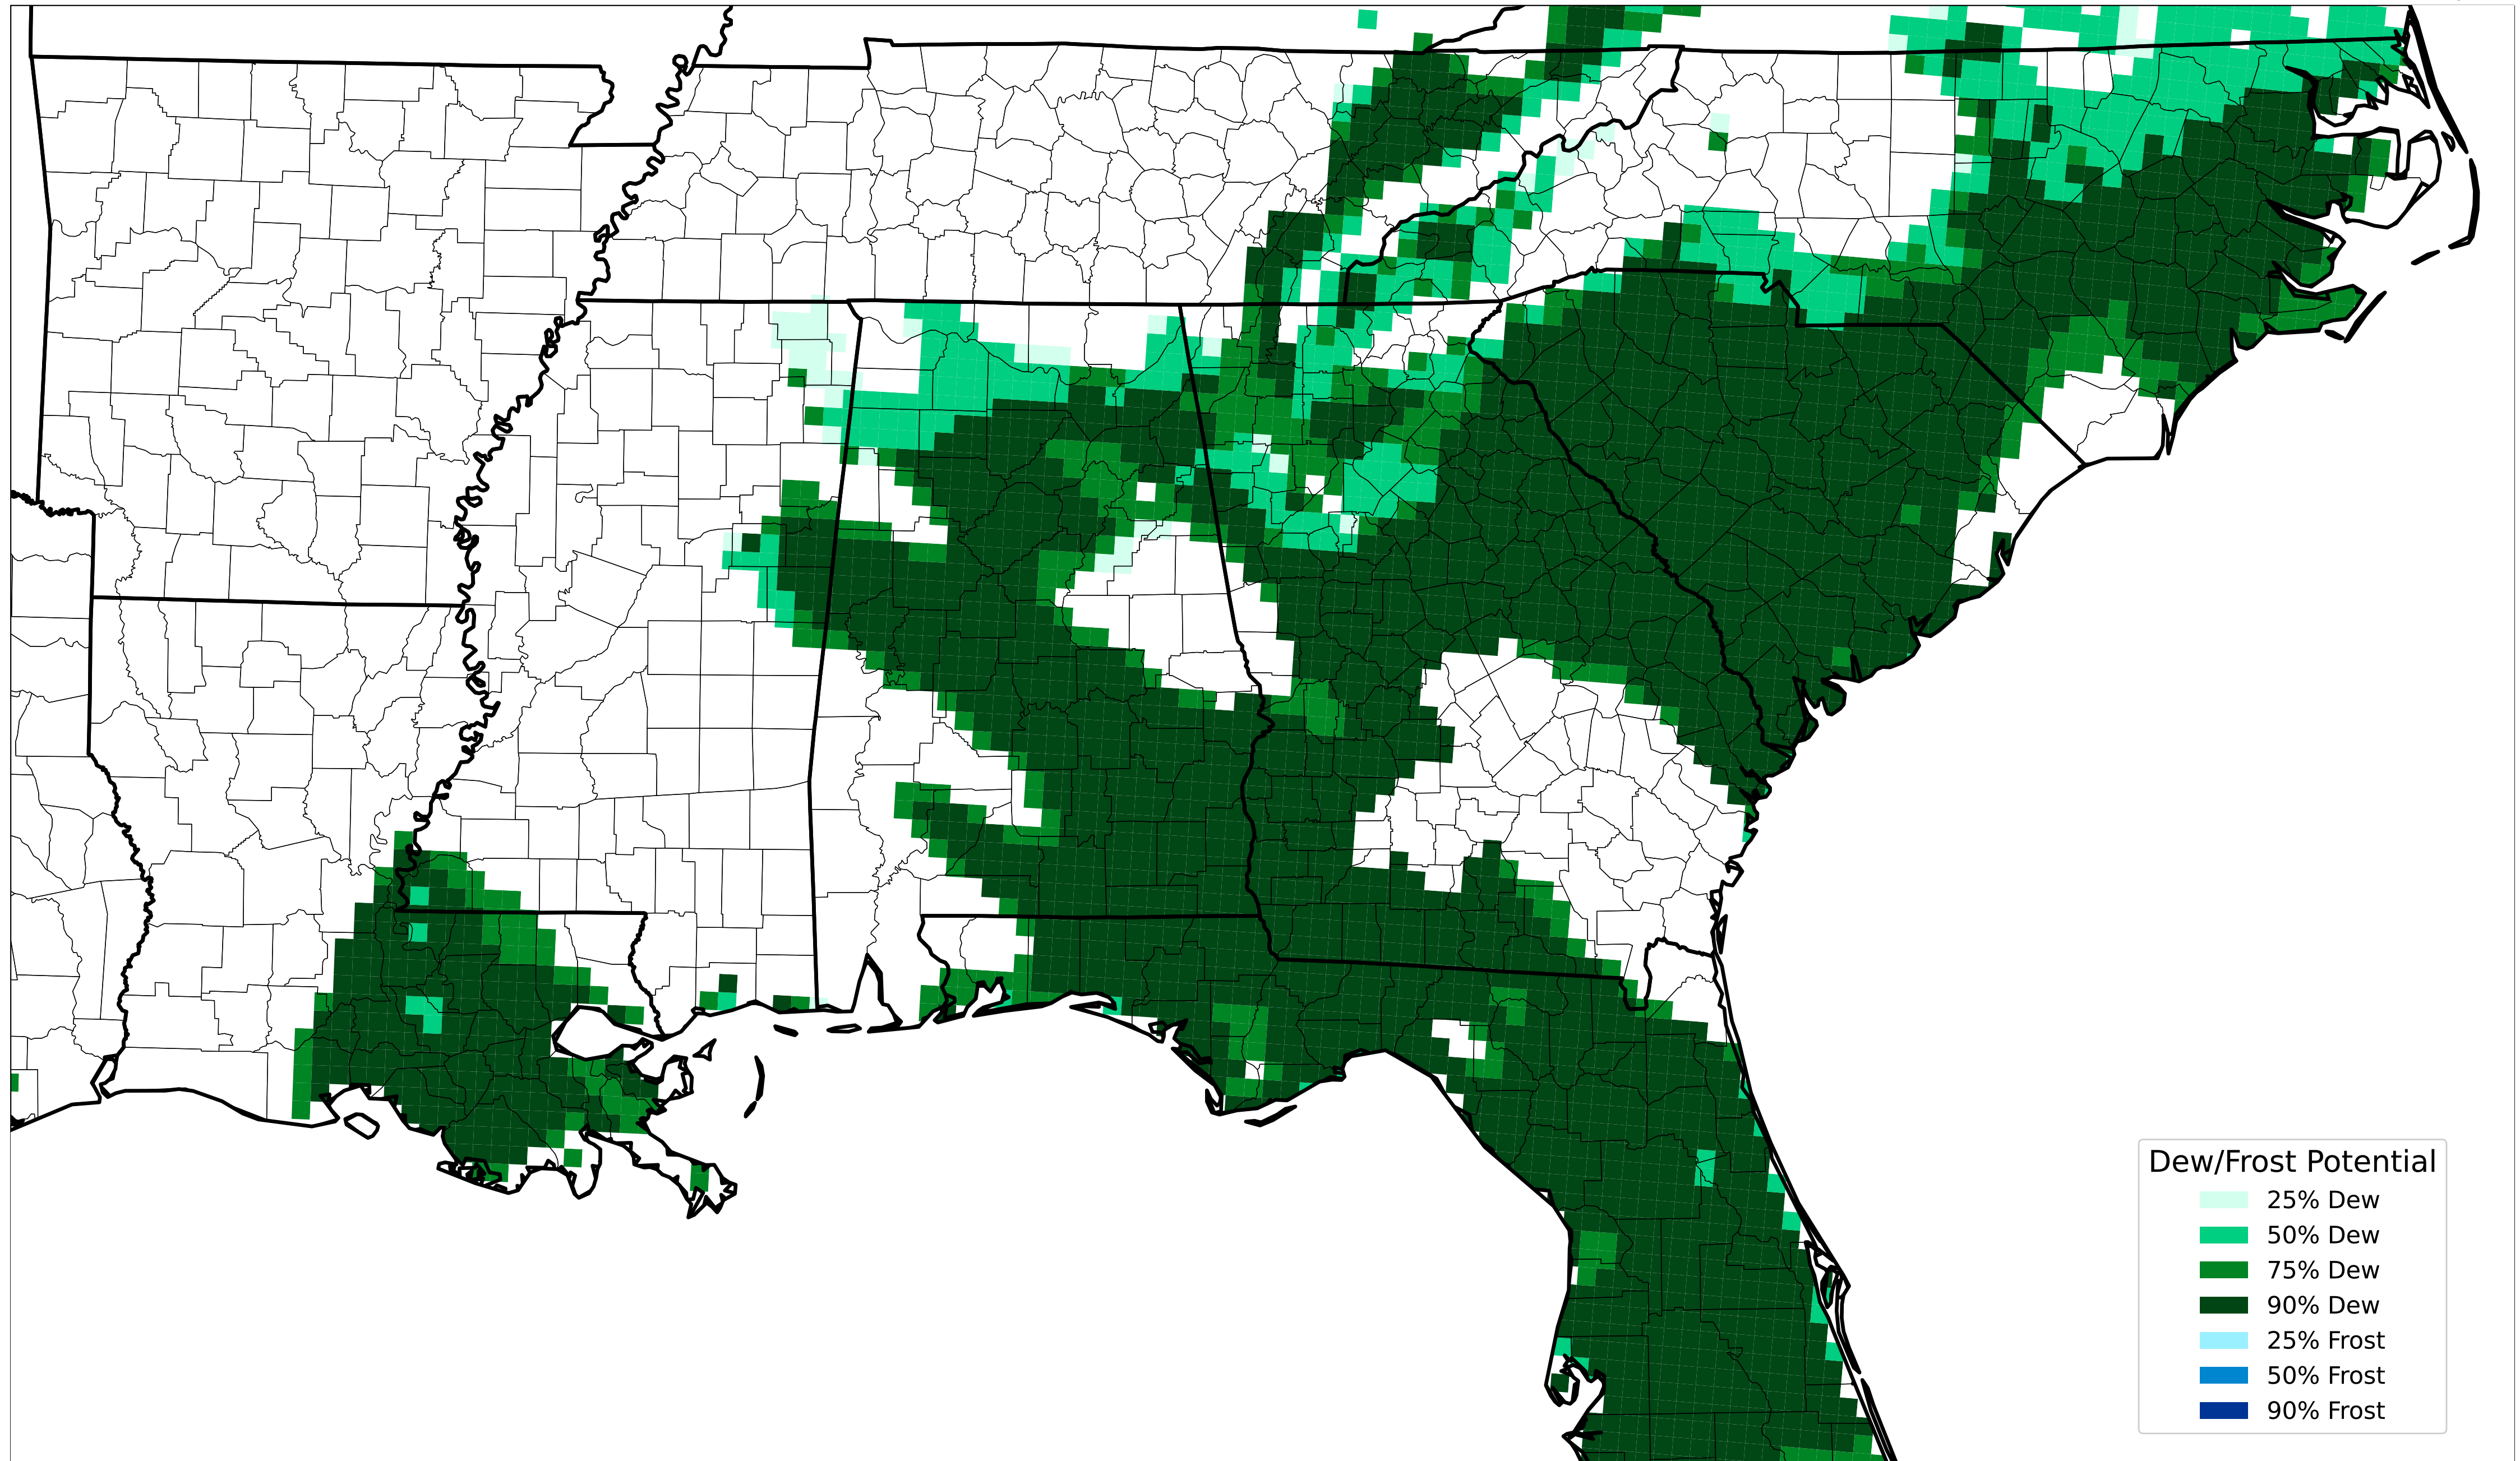 Dew/Frost Potential
25% Dew
50% Dew
75% Dew
90% Dew
25% Frost
50% Frost
90% Frost